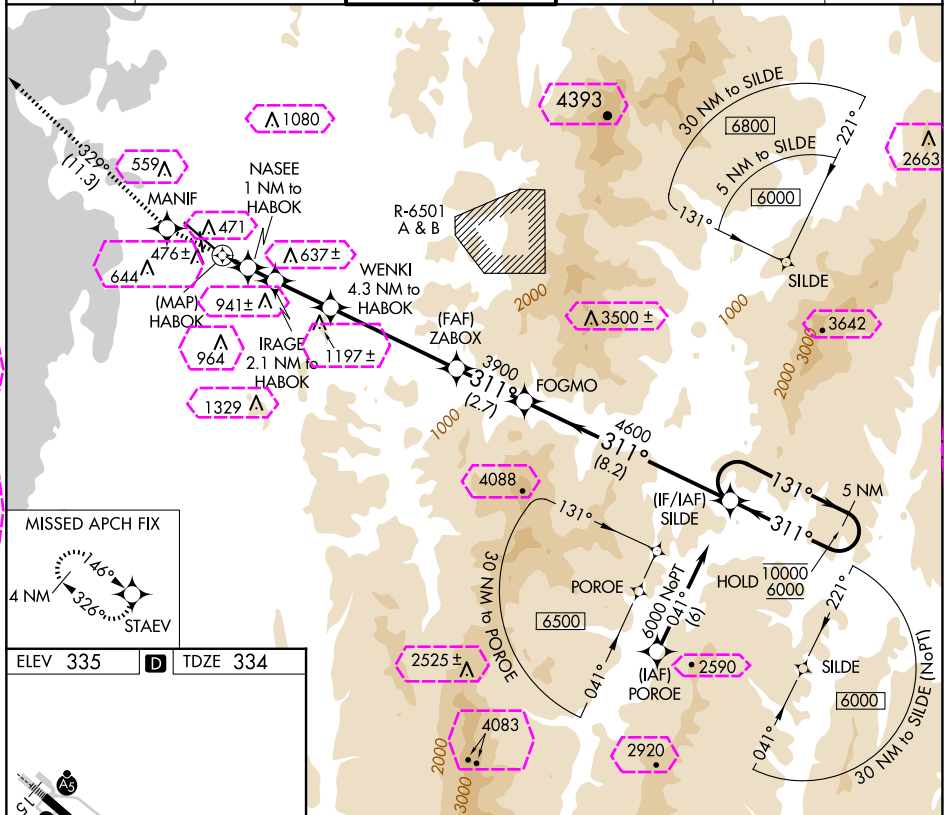 4393
30 NM to SILDE
6800
221°
5 NM to SILDE
6000
131°
SILDE
2663
1080
329°
(11.3)
559
MANIF
NASEE
1 NM to
HABOK
471
476±
644
637±
(MAP)
HABOK
941±
WENKI
4.3 NM to
HABOK
R-6501
A & B
2000
1000
3500 ±
3642
3000
2000
964
IRAGE
2.1 NM to
HABOK
1197±
1329
(FAF)
ZABOX
3900
311°
(2.7)
FOGMO
1000
4600
311°
(8.2)
4088
(IF/IAF)
SILDE
131°
311°
5 NM
HOLD
10000
6000
MISSED APCH FIX
146°
326°
4 NM
STAEV
131°
30 NM to POROE
POROE
6500
041°
6000 NoPT
041°
(6)
(IAF)
POROE
2590
221°
SILDE
6000
041°
30 NM to SILDE (NoPT)
2525 ±
4083
2000
3000
2920
ELEV 335
D
TDZE 334
A5